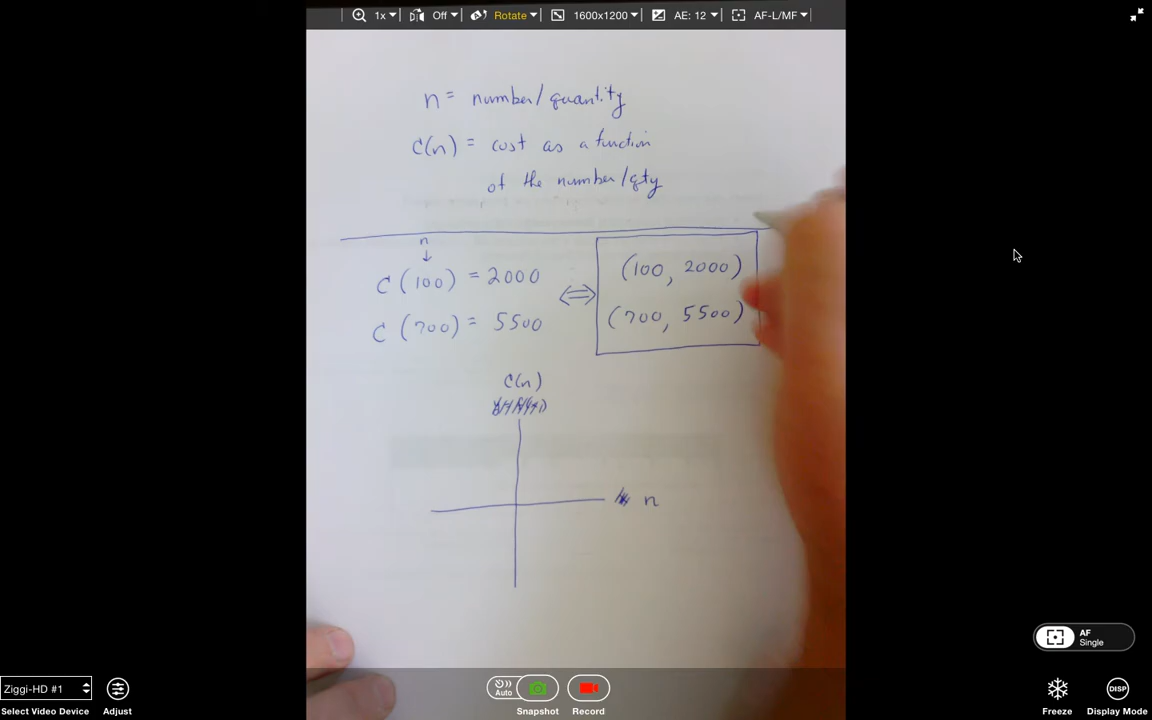 1x Off Rotate 1600x1200 AE: 12 AF-L/MF
n = number/quantity
C(n) = cost as a function
of the number/qty
n
↓
C(100) = 2000 ⇔ (100, 2000)
C(700) = 5500 (700, 5500)
C(n)
n
AF
Single
Ziggi-HD #1
Auto
DISP
Select Video Device Adjust Snapshot Record Freeze Display Mode